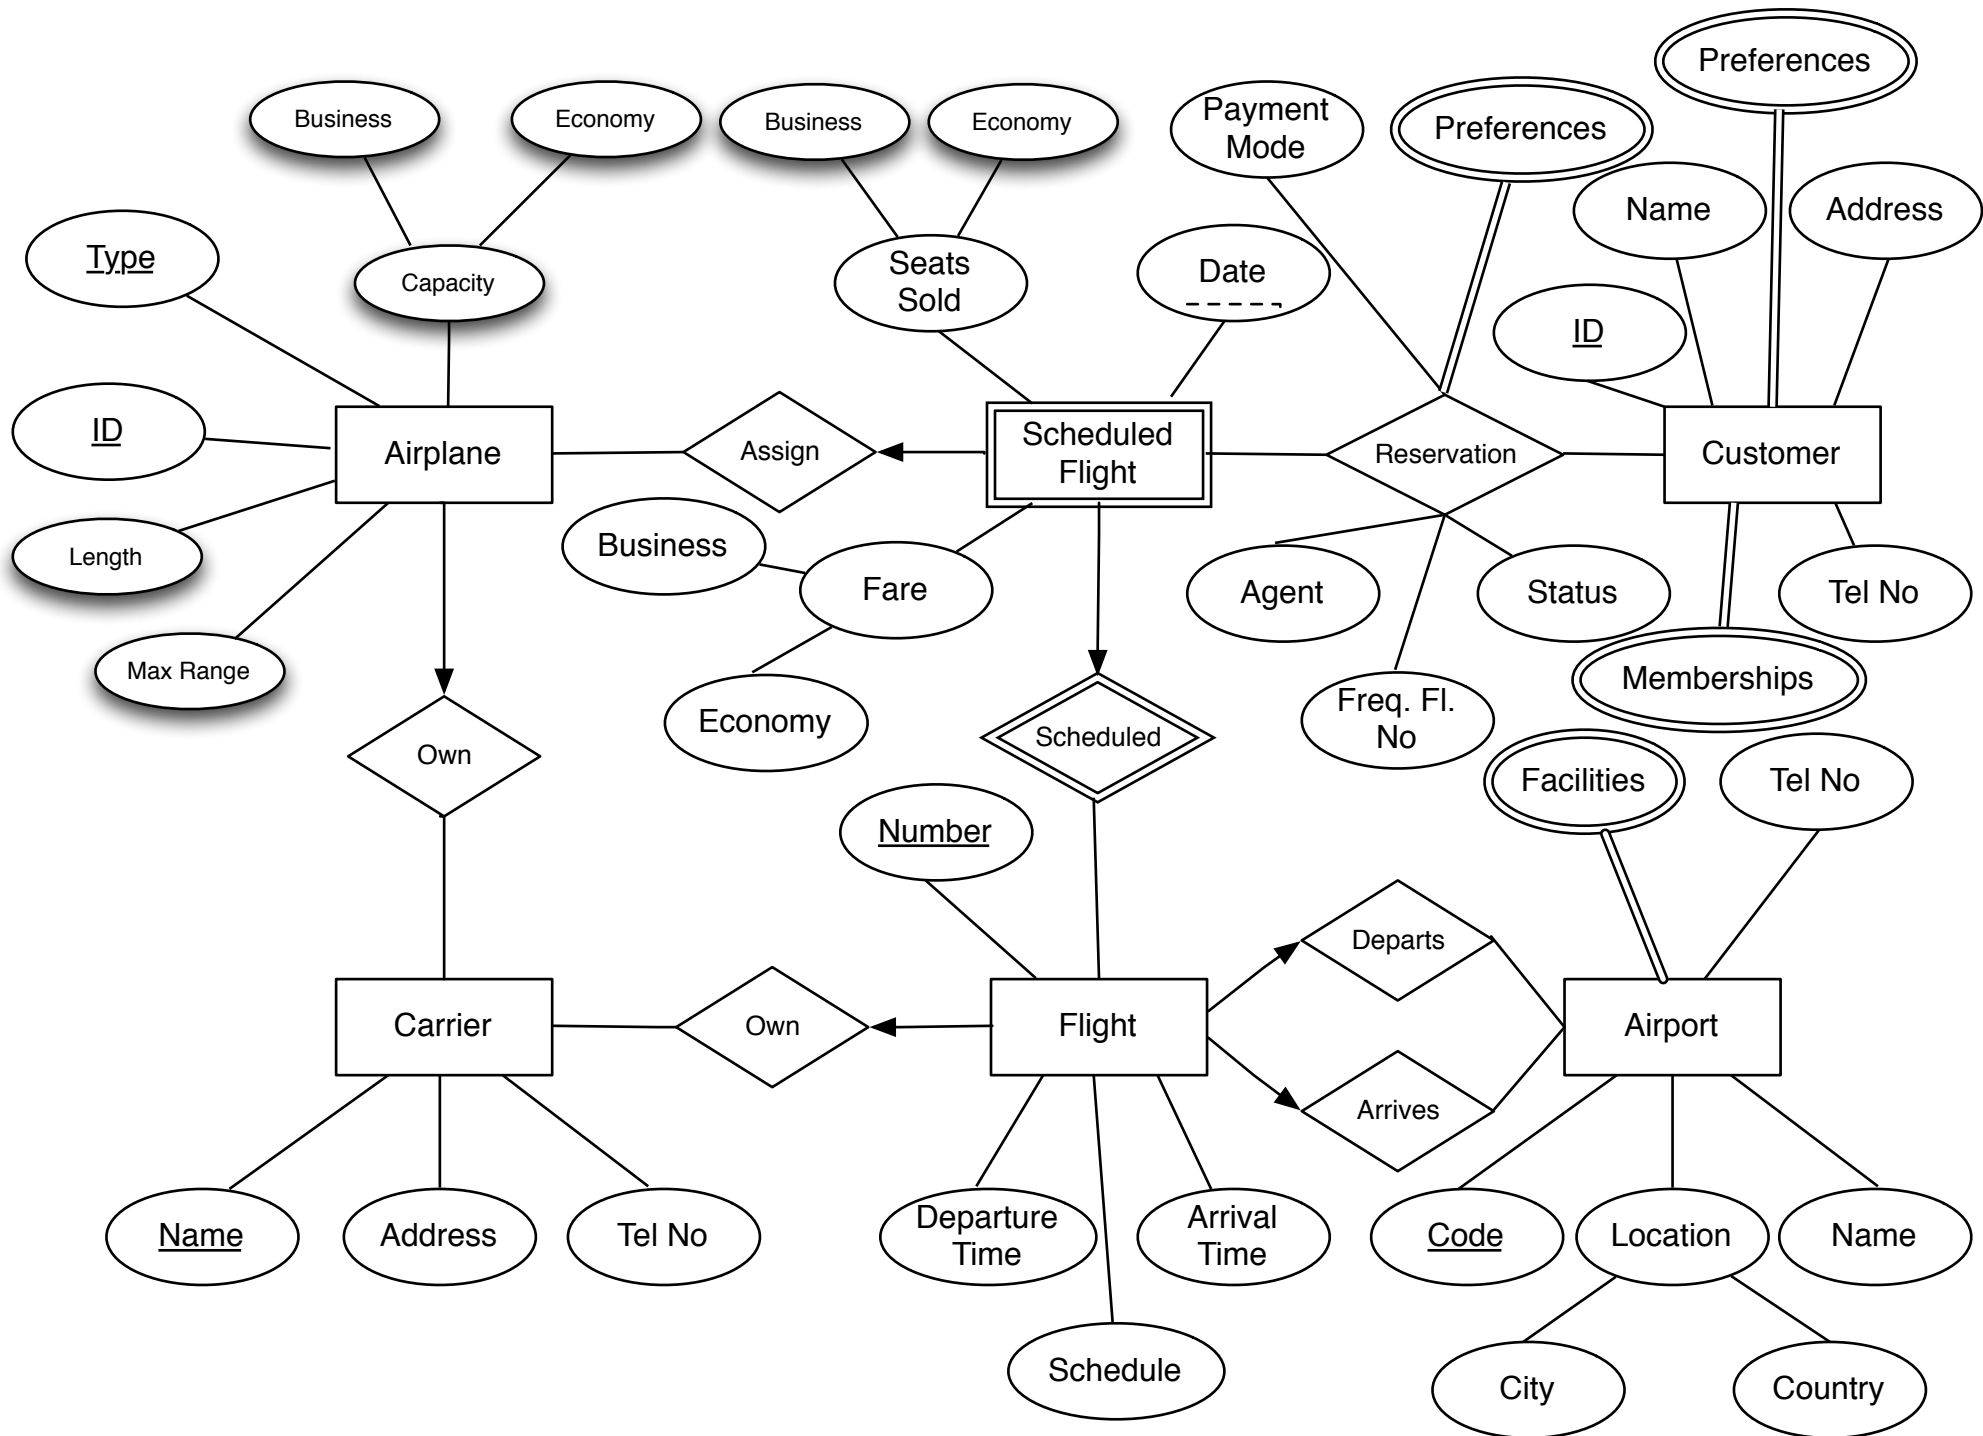 Preferences
Business
Economy
Business
Economy
Payment
Mode
Preferences
Name
Address
Type
Capacity
Seats
Sold
Date
ID
ID
Airplane
Assign
Scheduled
Flight
Reservation
Customer
Length
Business
Fare
Agent
Status
Tel No
Max Range
Economy
Freq. Fl.
No
Memberships
Own
Scheduled
Facilities
Tel No
Number
Departs
Carrier
Own
Flight
Airport
Arrives
Name
Address
Tel No
Departure
Time
Arrival
Time
Code
Location
Name
Schedule
City
Country